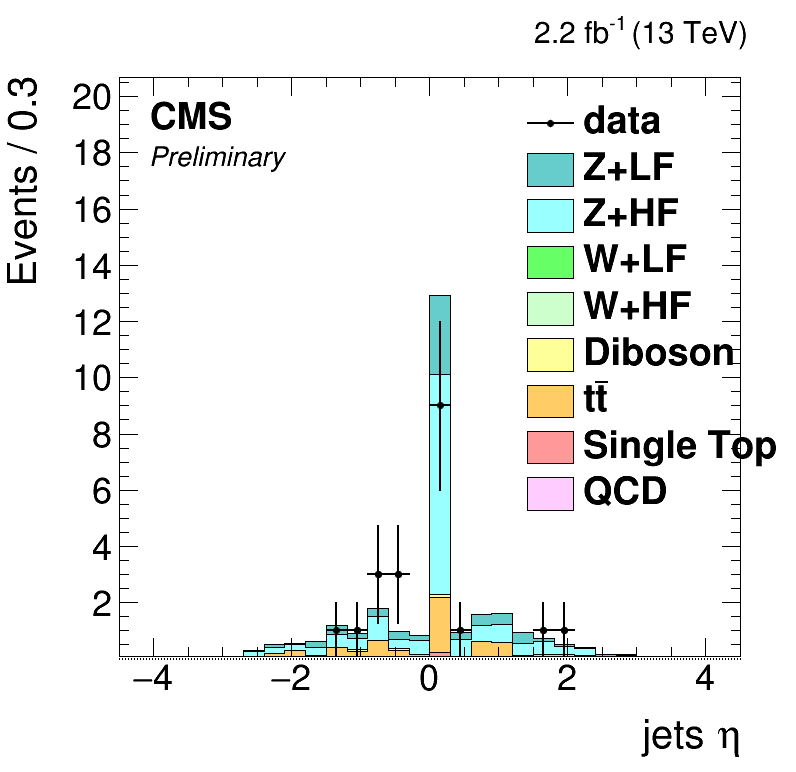 2.2 fb⁻¹ (13 TeV)
CMS
Preliminary
Events / 0.3
20
18
16
14
12
10
8
6
4
2
data
Z+LF
Z+HF
W+LF
W+HF
Diboson
tt̄
Single Top
QCD
−4 −2 0 2 4
jets η